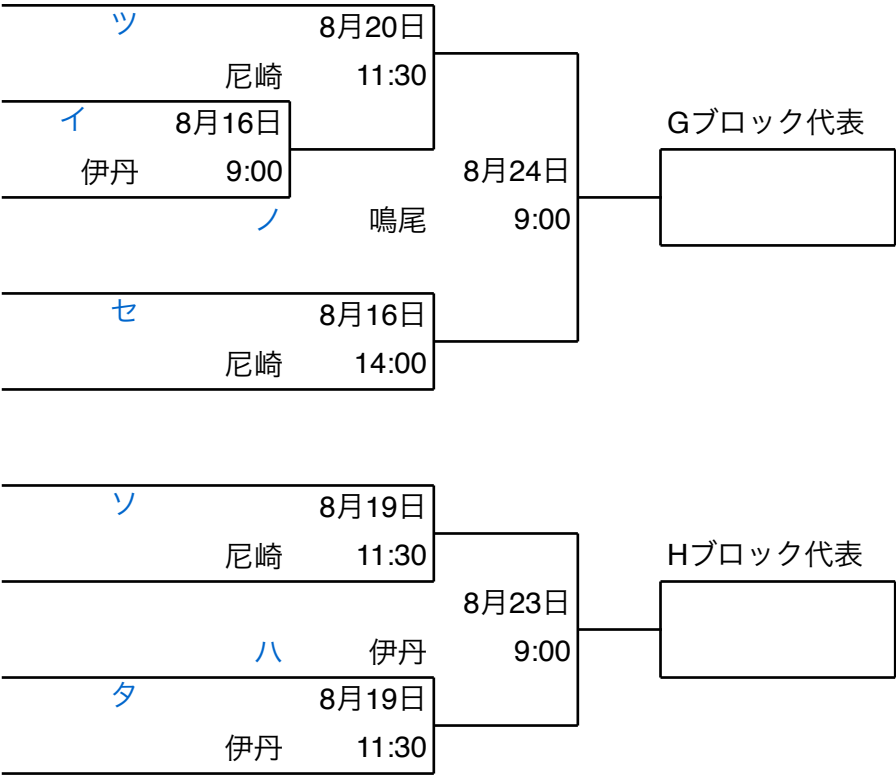 ツ 8月20日
尼崎 11:30
イ 8月16日 Gブロック代表
伊丹 9:00 8月24日
ノ 鳴尾 9:00
セ 8月16日
尼崎 14:00
ソ 8月19日
尼崎 11:30 Hブロック代表
8月23日
ハ 伊丹 9:00
タ 8月19日
伊丹 11:30